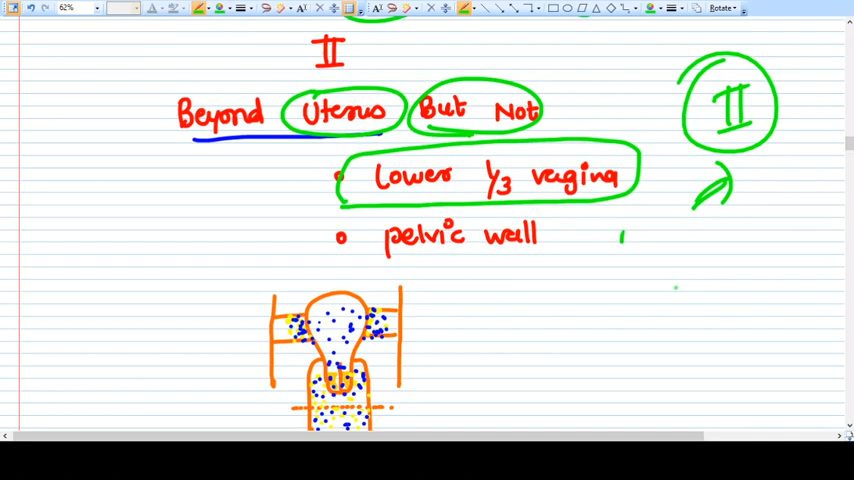 62%
Rotate
II
Beyond Uterus But Not
II
• Lower 1/3 vagina
• pelvic wall